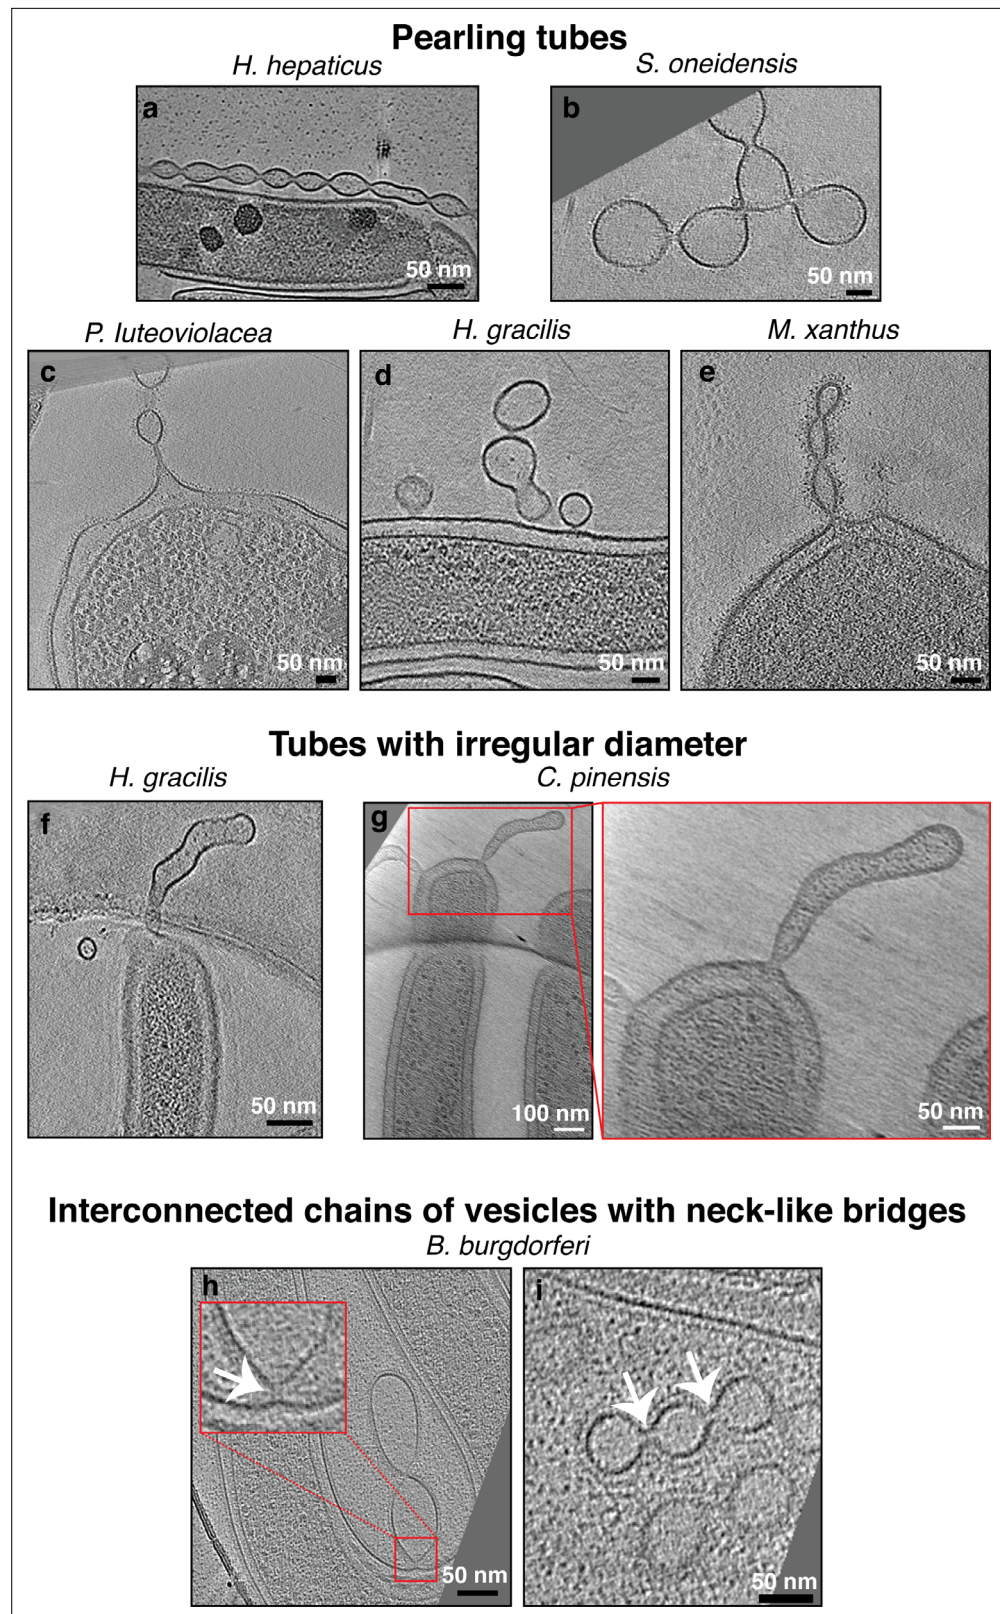 Pearling tubes
H. hepaticus
S. oneidensis
a
50 nm
b
50 nm
P. luteoviolacea
H. gracilis
M. xanthus
c
50 nm
d
50 nm
e
50 nm
Tubes with irregular diameter
H. gracilis
C. pinensis
f
50 nm
g
100 nm
50 nm
Interconnected chains of vesicles with neck-like bridges
B. burgdorferi
h
50 nm
i
50 nm